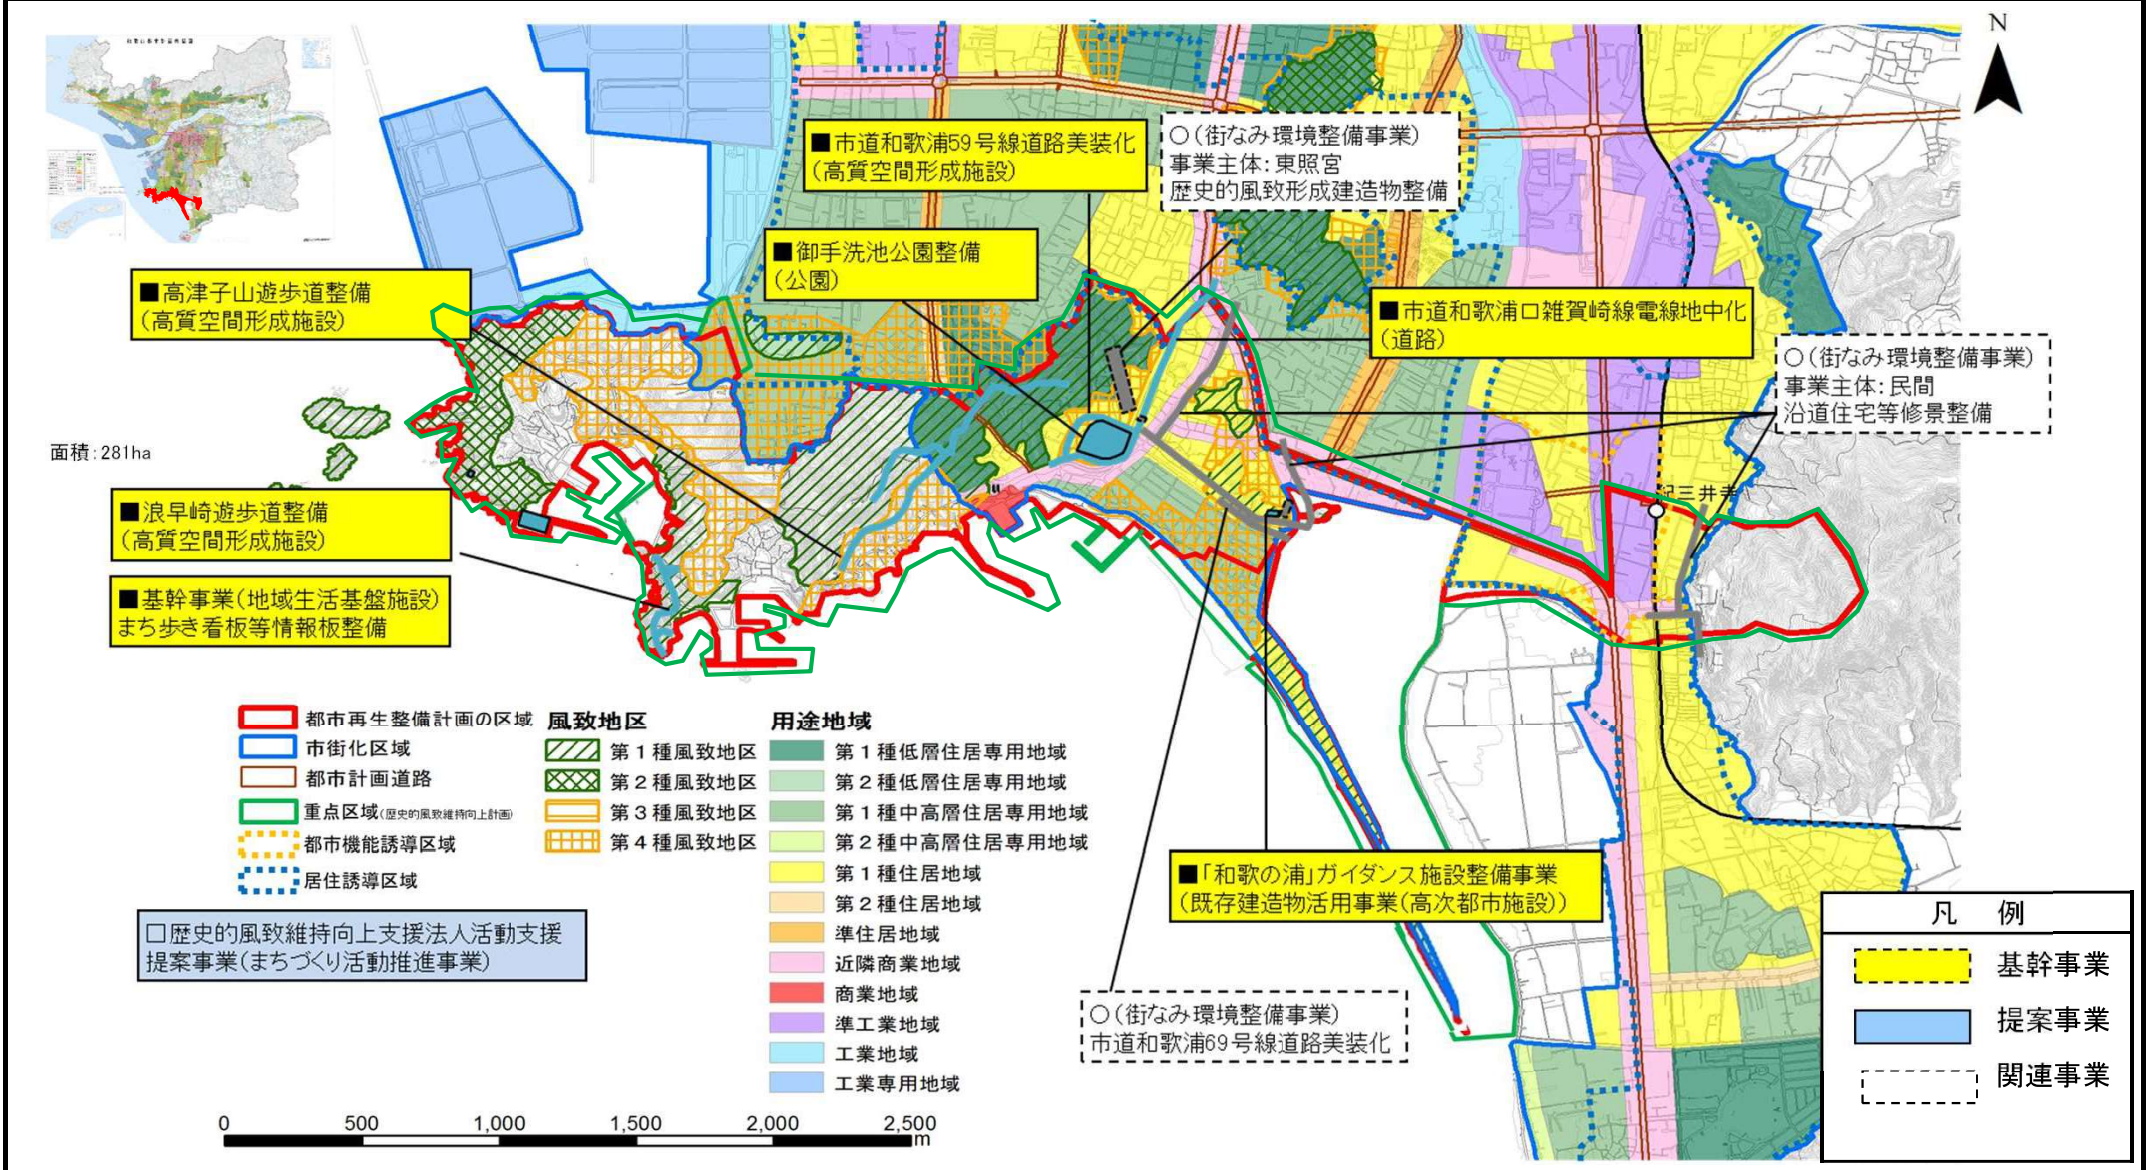 N
■市道和歌浦59号線道路美装化
(高質空間形成施設)
○(街なみ環境整備事業)
事業主体:東照宮
歴史的風致形成建造物整備
■御手洗池公園整備
(公園)
■高津子山遊歩道整備
(高質空間形成施設)
■市道和歌浦口雑賀崎線電線地中化
(道路)
○(街なみ環境整備事業)
事業主体:民間
沿道住宅等修景整備
面積:281ha
紀三井寺
■浪早崎遊歩道整備
(高質空間形成施設)
■基幹事業(地域生活基盤施設)
まち歩き看板等情報板整備
都市再生整備計画の区域
市街化区域
都市計画道路
重点区域(歴史的風致維持向上計画)
都市機能誘導区域
居住誘導区域
風致地区
第1種風致地区
第2種風致地区
第3種風致地区
第4種風致地区
用途地域
第1種低層住居専用地域
第2種低層住居専用地域
第1種中高層住居専用地域
第2種中高層住居専用地域
第1種住居地域
第2種住居地域
準住居地域
近隣商業地域
商業地域
準工業地域
工業地域
工業専用地域
■「和歌の浦」ガイダンス施設整備事業
(既存建造物活用事業(高次都市施設))
□歴史的風致維持向上支援法人活動支援
提案事業(まちづくり活動推進事業)
○(街なみ環境整備事業)
市道和歌浦69号線道路美装化
凡 例
基幹事業
提案事業
関連事業
0 500 1,000 1,500 2,000 2,500
m